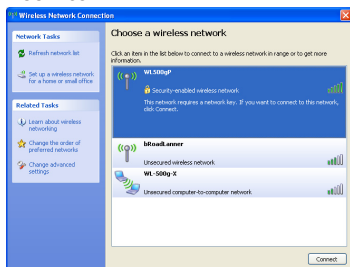 Wireless Network Connection
Network Tasks
Refresh network list
Set up a wireless network
for a home or small office
Related Tasks
Learn about wireless
networking
Change the order of
preferred networks
Change advanced
settings
Choose a wireless network
Click an item in the list below to connect to a wireless network in range or to get more
information.
WL500gP
Security-enabled wireless network
This network requires a network key. If you want to connect to this network,
click Connect.
bRoadLanner
Unsecured wireless network
WL-500g-X
Unsecured computer-to-computer network
Connect